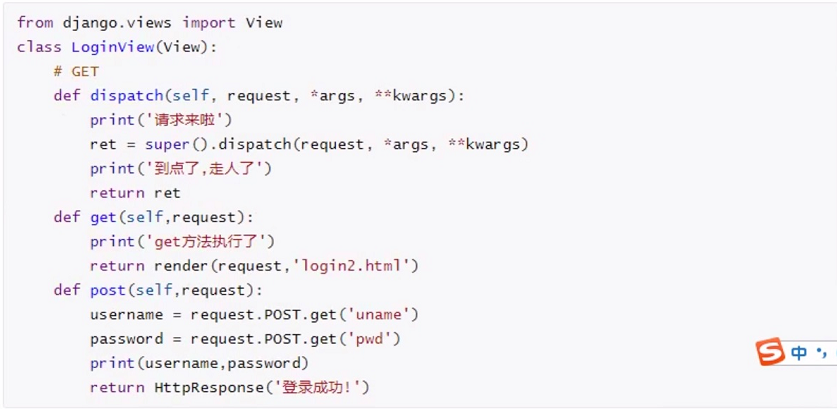 from django.views import View
class LoginView(View):
    # GET
    def dispatch(self, request, *args, **kwargs):
        print('请求来啦')
        ret = super().dispatch(request, *args, **kwargs)
        print('到点了,走人了')
        return ret
    def get(self,request):
        print('get方法执行了')
        return render(request,'login2.html')
    def post(self,request):
        username = request.POST.get('uname')
        password = request.POST.get('pwd')
        print(username,password)
        return HttpResponse('登录成功!')
S 中 •,